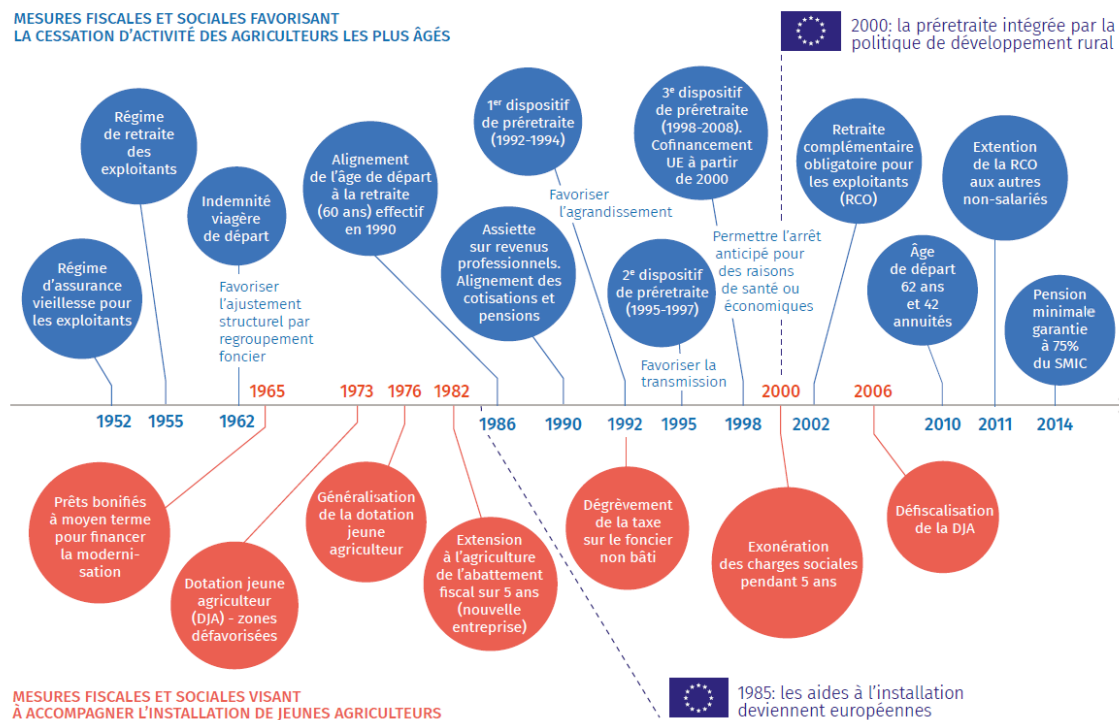 MESURES FISCALES ET SOCIALES FAVORISANT
LA CESSATION D'ACTIVITÉ DES AGRICULTEURS LES PLUS ÂGÉS
2000: la préretraite intégrée par la
politique de développement rural
Régime
de retraite
des
exploitants
Régime
d'assurance
vieillesse pour
les exploitants
Indemnité
viagère
de départ
Favoriser
l'ajustement
structurel par
regroupement
foncier
Alignement
de l'âge de départ
à la retraite
(60 ans) effectif
en 1990
1er dispositif
de préretraite
(1992-1994)
Favoriser
l'agrandissement
Assiette
sur revenus
professionnels.
Alignement des
cotisations et
pensions
3e dispositif
de préretraite
(1998-2008).
Cofinancement
UE à partir
de 2000
Permettre l'arrêt
anticipé pour
des raisons
de santé ou
économiques
2e dispositif
de préretraite
(1995-1997)
Favoriser la
transmission
Retraite
complémentaire
obligatoire pour
les exploitants
(RCO)
Extention
de la RCO
aux autres
non-salariés
Âge
de départ
62 ans
et 42
annuités
Pension
minimale
garantie
à 75%
du SMIC
1965
1973
1976
1982
2000
2006
1952
1955
1962
1986
1990
1992
1995
1998
2002
2010
2011
2014
Prêts bonifiés
à moyen terme
pour financer
la moderni-
sation
Dotation jeune
agriculteur
(DJA) - zones
défavorisées
Généralisation
de la dotation
jeune
agriculteur
Extension
à l'agriculture
de l'abattement
fiscal sur 5 ans
(nouvelle
entreprise)
Dégrèvement
de la taxe
sur le foncier
non bâti
Exonération
des charges sociales
pendant 5 ans
Défiscalisation
de la DJA
MESURES FISCALES ET SOCIALES VISANT
À ACCOMPAGNER L'INSTALLATION DE JEUNES AGRICULTEURS
1985: les aides à l'installation
deviennent européennes